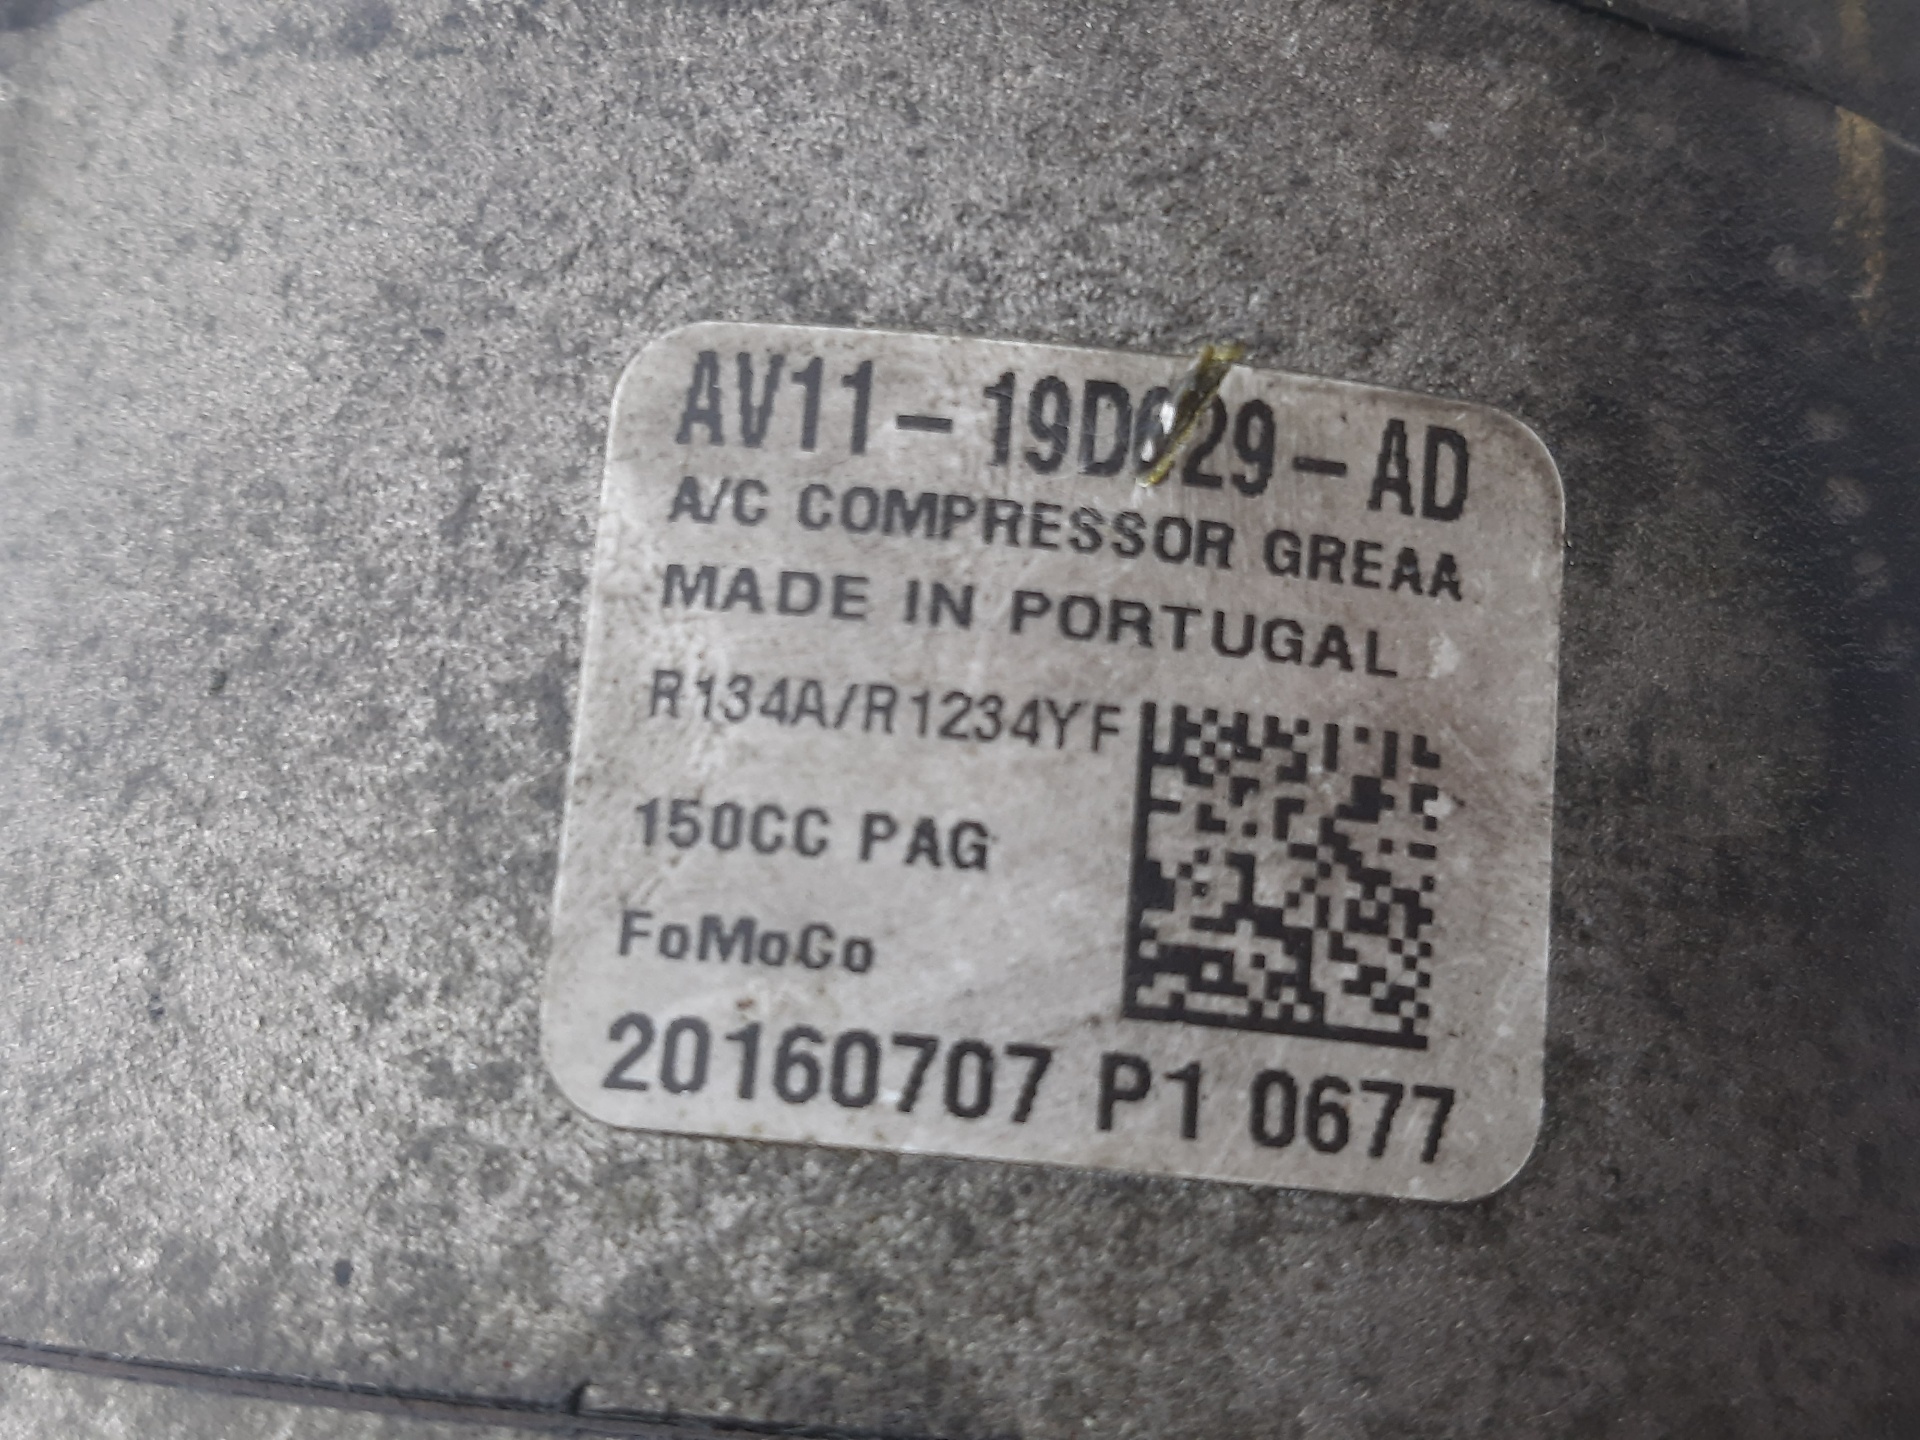 AV11-19D629-AD
A/C COMPRESSOR GREAA
MADE IN PORTUGAL
R134A/R1234YF
150CC PAG
FoMoCo
20160707 P1 0677